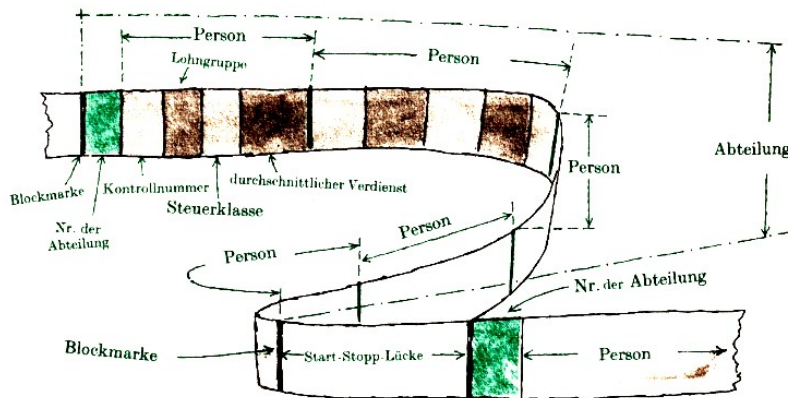 Person
Person
Lohngruppe
Person
Abteilung
Blockmarke
Kontrollnummer
durchschnittlicher Verdienst
Steuerklasse
Nr. der
Abteilung
Person
Person
Nr. der Abteilung
Blockmarke
Start-Stopp-Lücke
Person